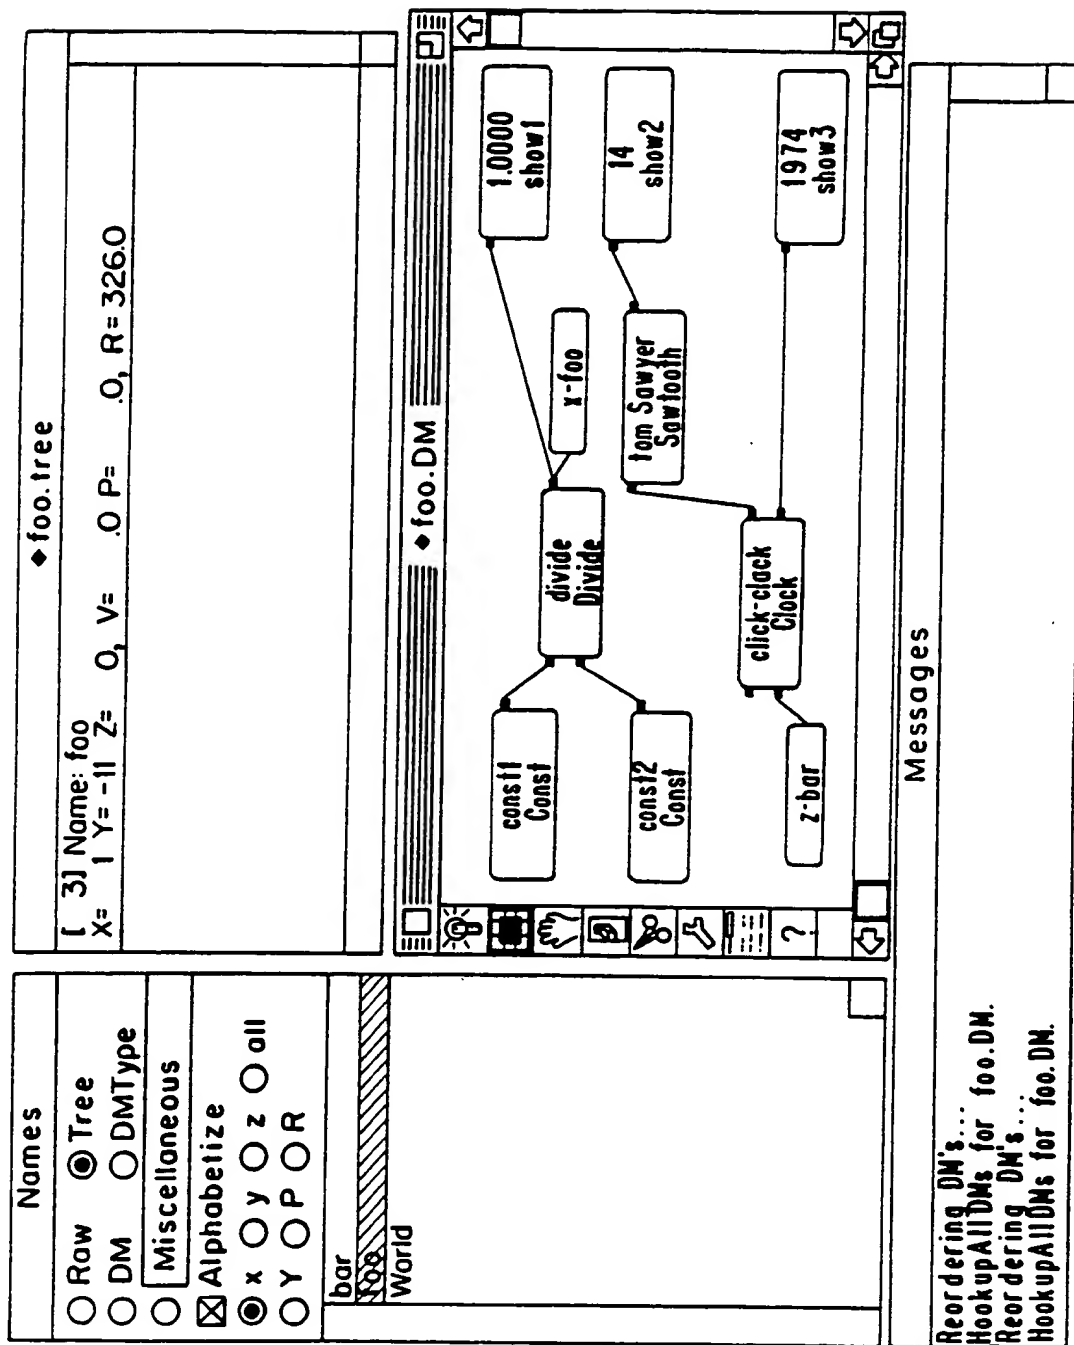 Names
Raw Tree
DM DMType
Miscellaneous
Alphabetize
x y z all
Y P R
bar
foo
World
◆foo.tree
[ 3] Name: foo
X= 1 Y= -11 Z= 0, V= .0 P= .0, R= 326.0
◆foo.DM
?
const1
Const
const2
Const
z-bar
divide
Divide
click-clack
Clock
x-foo
tom Sawyer
Sawtooth
1.0000
show1
14
show2
1974
show3
Messages
Reordering DM's...
HookupAllDMs for foo.DM.
Reordering DM's...
HookupAllDMs for foo.DM.